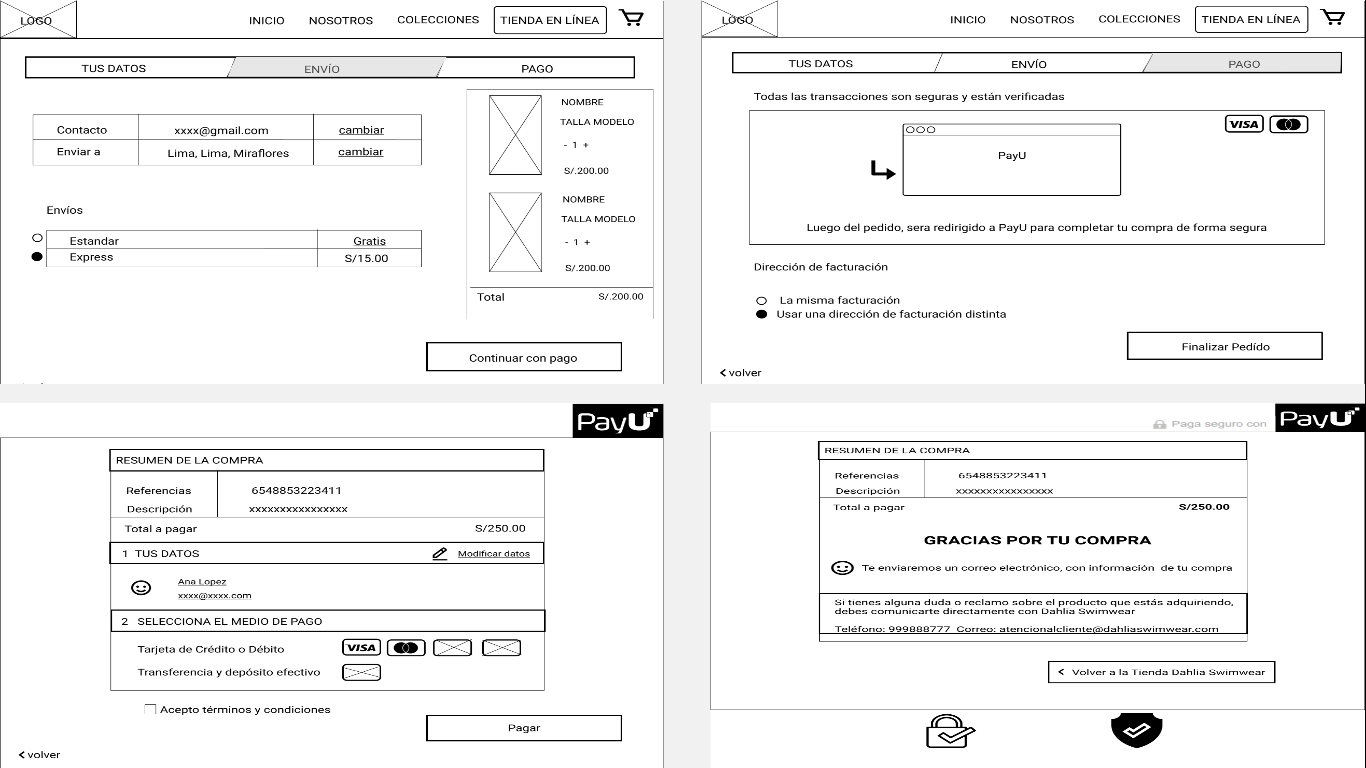 LOGO INICIO NOSOTROS COLECCIONES TIENDA EN LÍNEA
TUS DATOS ENVÍO PAGO
Contacto xxxx@gmail.com cambiar
Enviar a Lima, Lima, Miraflores cambiar
Envíos
Estandar Gratis
Express S/15.00
NOMBRE
TALLA MODELO
- 1 +
S/.200.00
NOMBRE
TALLA MODELO
- 1 +
S/.200.00
Total S/.200.00
Continuar con pago
LOGO INICIO NOSOTROS COLECCIONES TIENDA EN LÍNEA
TUS DATOS ENVÍO PAGO
Todas las transacciones son seguras y están verificadas
VISA
PayU
Luego del pedido, sera redirigido a PayU para completar tu compra de forma segura
Dirección de facturación
La misma facturación
Usar una dirección de facturación distinta
Finalizar Pedído
< volver
PayU
RESUMEN DE LA COMPRA
Referencias 6548853223411
Descripción xxxxxxxxxxxxxxxx
Total a pagar S/250.00
1 TUS DATOS Modificar datos
Ana Lopez
xxxx@xxxx.com
2 SELECCIONA EL MEDIO DE PAGO
Tarjeta de Crédito o Débito VISA
Transferencia y depósito efectivo
Acepto términos y condiciones
Pagar
< volver
Paga seguro con PayU
RESUMEN DE LA COMPRA
Referencias 6548853223411
Descripción xxxxxxxxxxxxxxxx
Total a pagar S/250.00
GRACIAS POR TU COMPRA
Te enviaremos un correo electrónico, con información de tu compra
Si tienes alguna duda o reclamo sobre el producto que estás adquiriendo,
debes comunicarte directamente con Dahlia Swimwear
Teléfono: 999888777 Correo: atencionalcliente@dahliaswimwear.com
< Volver a la Tienda Dahlia Swimwear